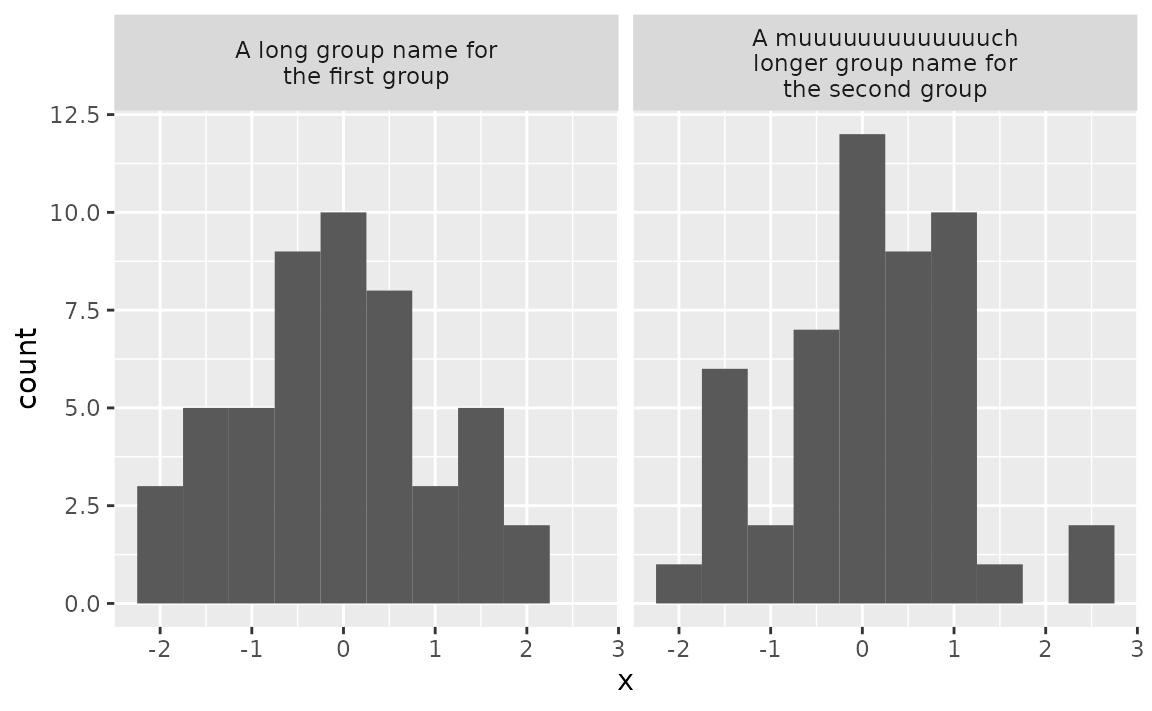 A long group name for
the first group
A muuuuuuuuuuuuuch
longer group name for
the second group
12.5
10.0
7.5
5.0
2.5
0.0
count
-2 -1 0 1 2 3
-2 -1 0 1 2 3
x